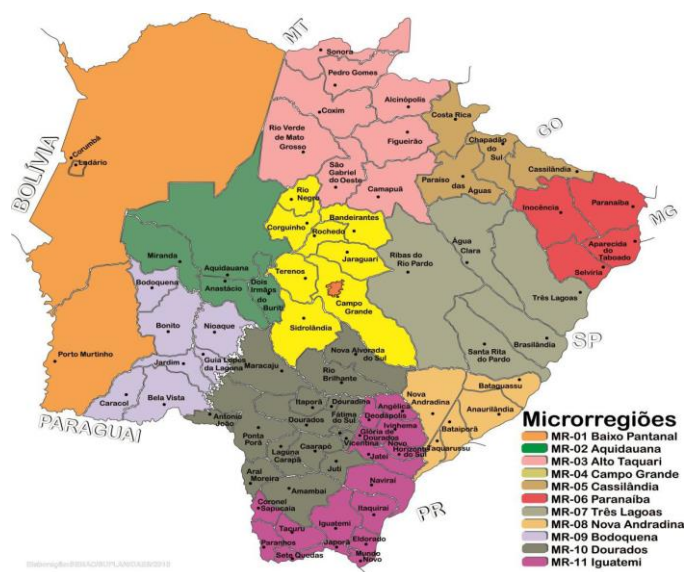 MT
Sonora
Pedro Gomes
Coxim
Alcinópolis
Rio Verde
de Mato
Grosso
Figueirão
São
Gabriel
do Oeste
Camapuã
Costa Rica
GO
Chapadão
do
Sul
Cassilândia
Paraíso
das
Águas
BOLÍVIA
Corumbá
Ladário
Inocência
Paranaíba
MG
Aparecida
do
Taboado
Selvíria
Rio
Negro
Corguinho
Rochedo
Bandeirantes
Jaraguari
Terenos
Campo
Grande
Sidrolândia
Ribas do
Rio Pardo
Água
Clara
Três Lagoas
Miranda
Aquidauana
Anastácio
Dois
Irmãos
do
Buriti
Bodoquena
Bonito
Nioaque
Porto Murtinho
Jardim
Guia Lopes
da Laguna
Caracol
Bela Vista
PARAGUAI
Brasilândia
Santa Rita
do Pardo
SP
Nova Alvorada
do Sul
Maracaju
Rio
Brilhante
Bataguassu
Nova
Andradina
Anaurilândia
Bataiporã
Taquarussu
Antonio
João
Itaporã
Douradina
Dourados
Fátima
do Sul
Vicentina
Ponta
Porã
Laguna
Carapã
Caarapó
Juti
Aral
Moreira
Amambai
Angélica
Deodápolis
Ivinhema
Glória de
Dourados
Novo
Horizonte
do Sul
Jateí
Naviraí
Coronel
Sapucaia
PR
Itaquiraí
Tacuru
Iguatemi
Paranhos
Japorã
Eldorado
Sete Quedas
Mundo
Novo
Microrregiões
MR-01 Baixo Pantanal
MR-02 Aquidauana
MR-03 Alto Taquari
MR-04 Campo Grande
MR-05 Cassilândia
MR-06 Paranaíba
MR-07 Três Lagoas
MR-08 Nova Andradina
MR-09 Bodoquena
MR-10 Dourados
MR-11 Iguatemi